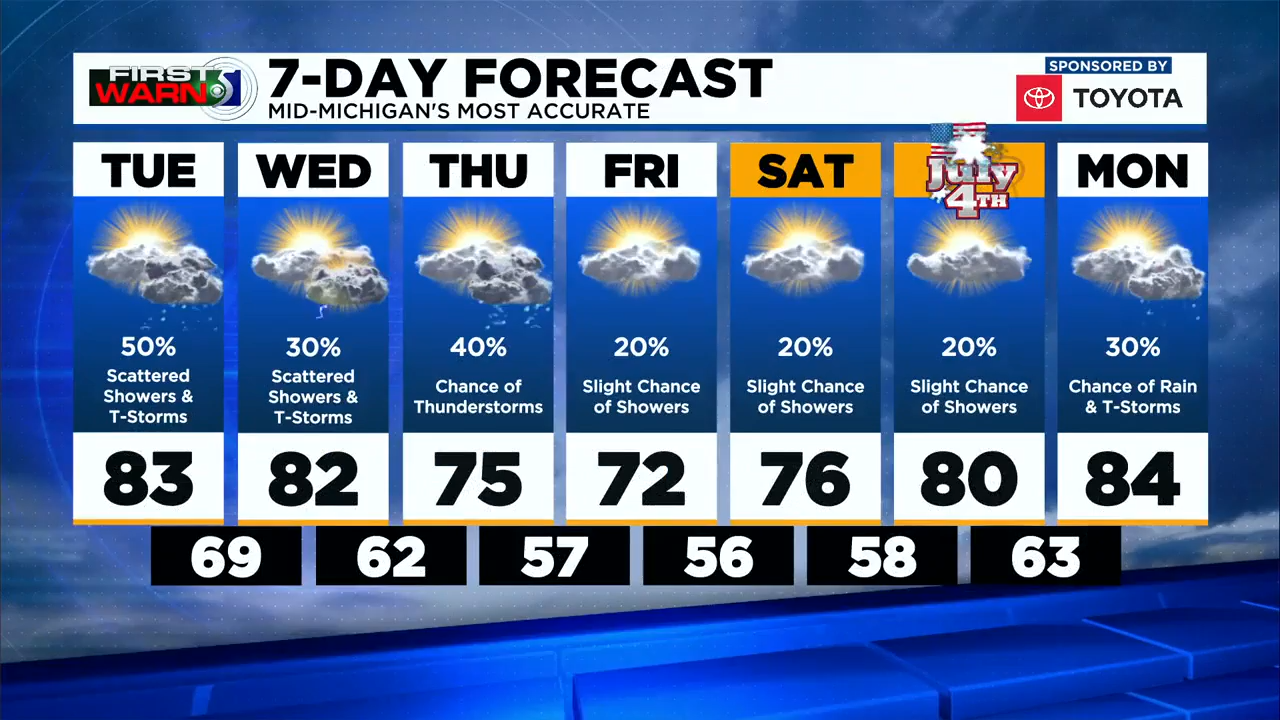 FIRST
WARN 5
7-DAY FORECAST
MID-MICHIGAN'S MOST ACCURATE
SPONSORED BY
TOYOTA
TUE
WED
THU
FRI
SAT
July
4TH
MON
50%
Scattered
Showers &
T-Storms
83
30%
Scattered
Showers &
T-Storms
82
40%
Chance of
Thunderstorms
75
20%
Slight Chance
of Showers
72
20%
Slight Chance
of Showers
76
20%
Slight Chance
of Showers
80
30%
Chance of Rain
& T-Storms
84
69
62
57
56
58
63